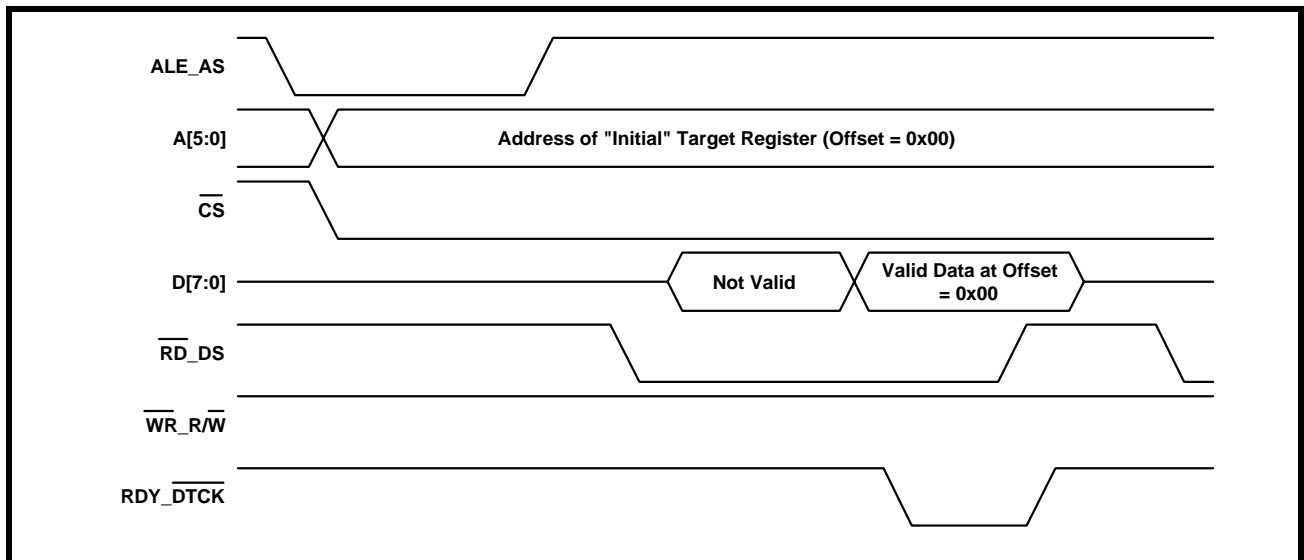 ALE_AS
A[5:0]
Address of "Initial" Target Register (Offset = 0x00)
CS
D[7:0]
Not Valid
Valid Data at Offset
= 0x00
RD_DS
WR_R/W
RDY_DTCK